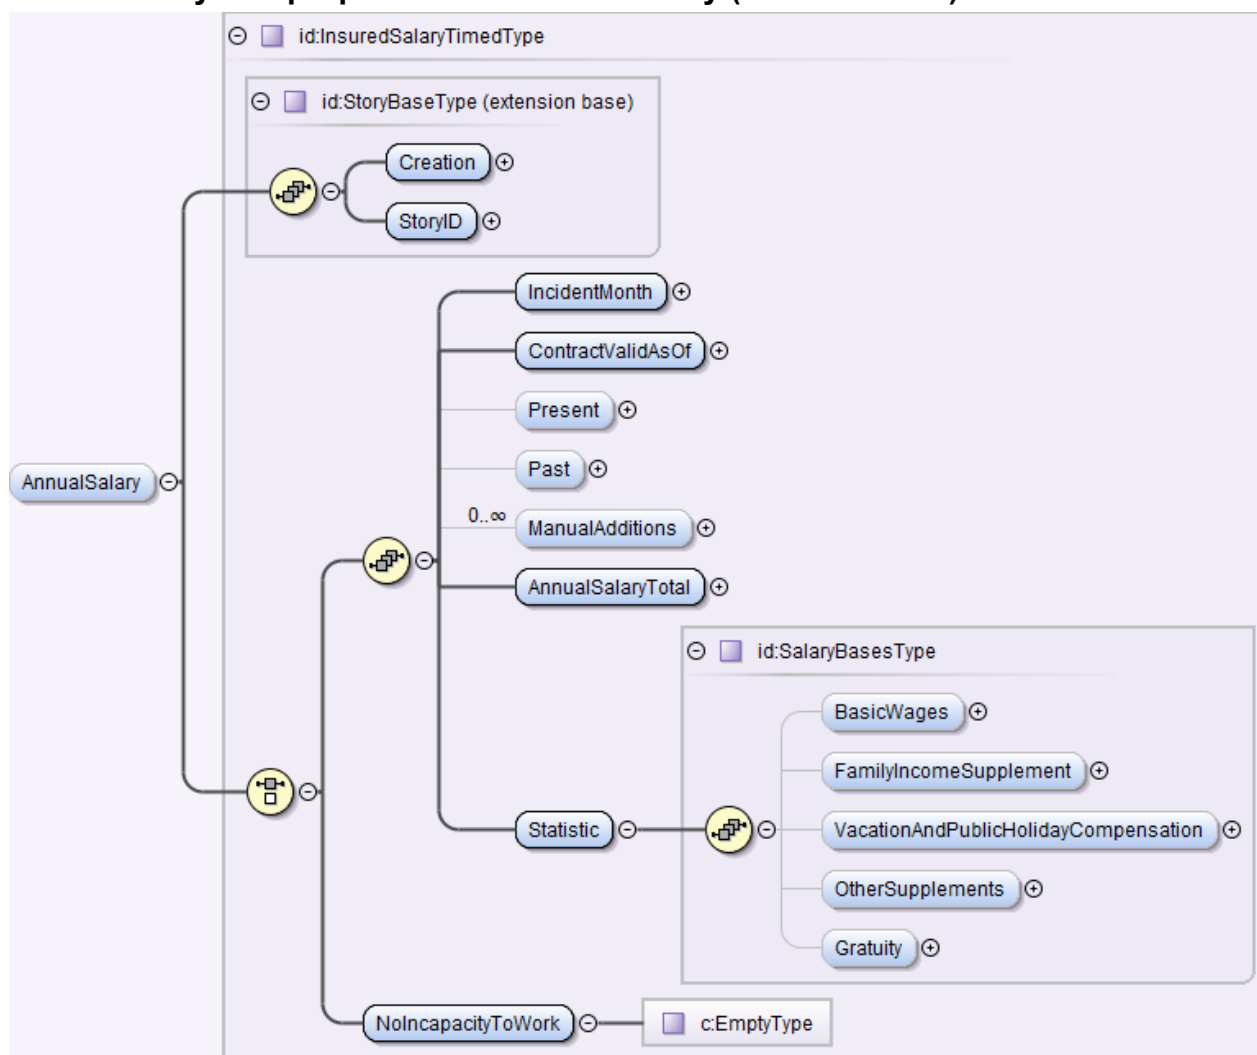 id:InsuredSalaryTimedType
id:StoryBaseType (extension base)
Creation
StoryID
IncidentMonth
ContractValidAsOf
Present
Past
AnnualSalary
0..∞
ManualAdditions
AnnualSalaryTotal
id:SalaryBasesType
BasicWages
FamilyIncomeSupplement
Statistic
VacationAndPublicHolidayCompensation
OtherSupplements
Gratuity
NoIncapacityToWork
c:EmptyType